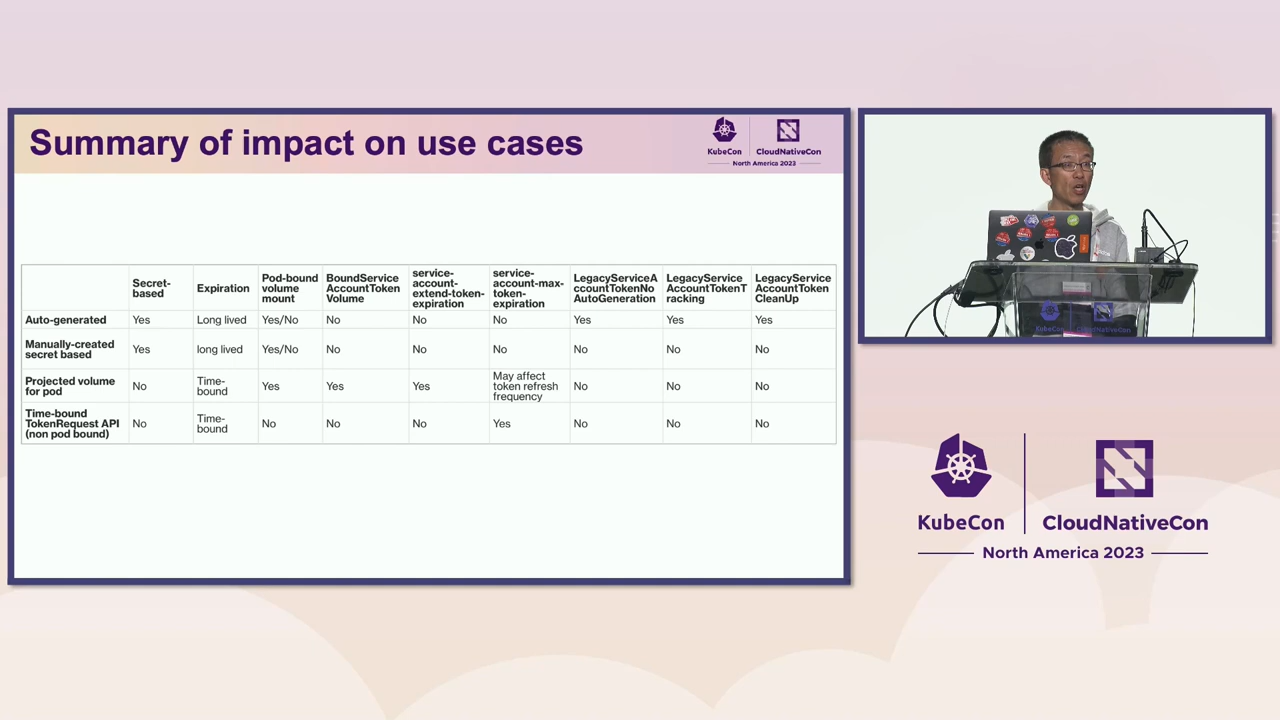 Summary of impact on use cases
KubeCon
CloudNativeCon
North America 2023
Secret-
based
Expiration
Pod-bound
volume
mount
BoundService
AccountToken
Volume
service-
account-
extend-token-
expiration
service-
account-max-
token-
expiration
LegacyServiceA
ccountTokenNo
AutoGeneration
LegacyService
AccountTokenT
racking
LegacyService
AccountToken
CleanUp
Auto-generated
Yes
Long lived
Yes/No
No
No
No
Yes
Yes
Yes
Manually-created
secret based
Yes
long lived
Yes/No
No
No
No
No
No
No
Projected volume
for pod
No
Time-
bound
Yes
Yes
Yes
May affect
token refresh
frequency
No
No
No
Time-bound
TokenRequest API
(non pod bound)
No
Time-
bound
No
No
No
Yes
No
No
No
KubeCon
CloudNativeCon
North America 2023